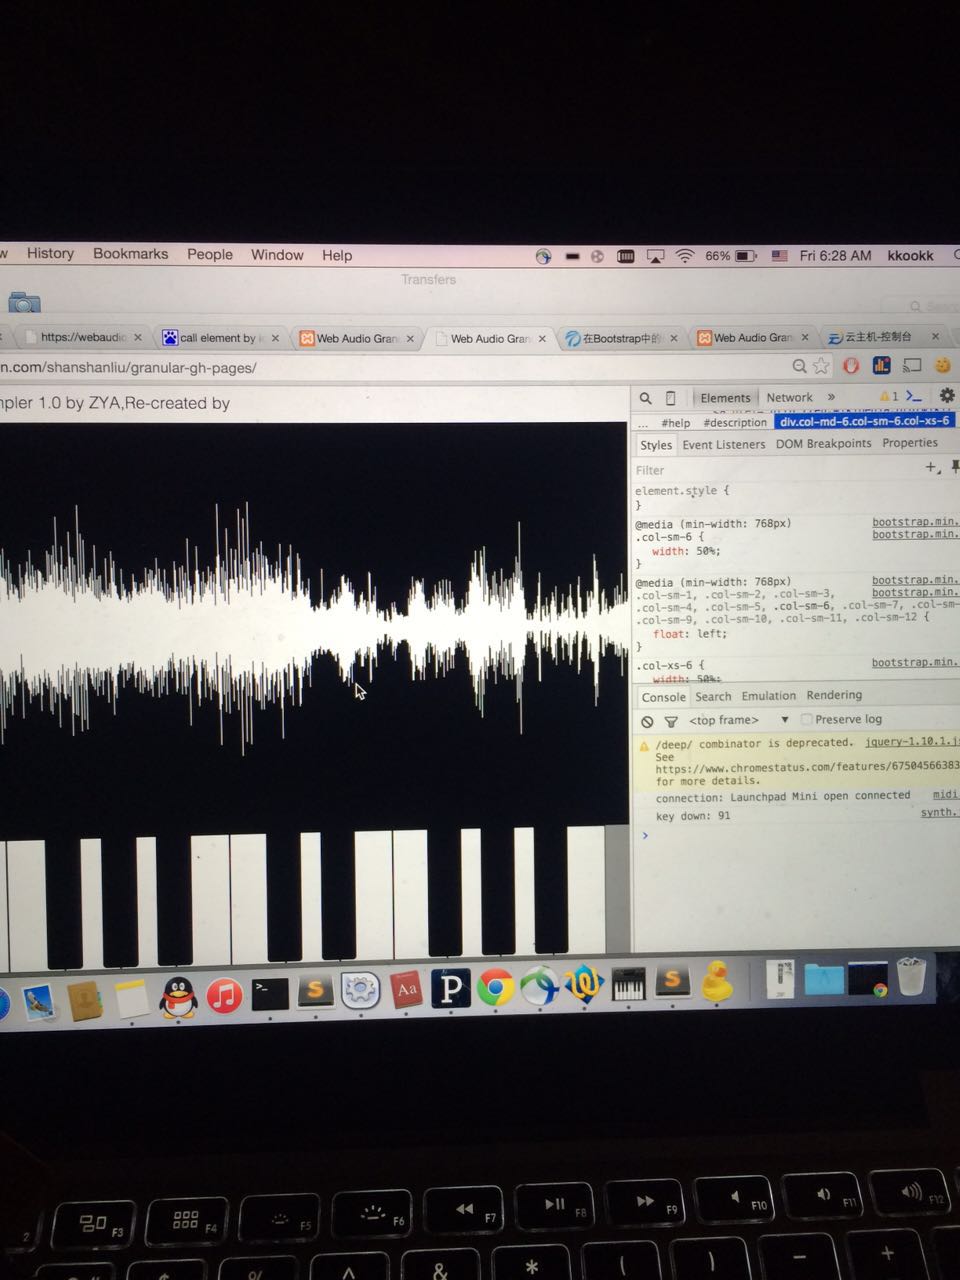 History Bookmarks People Window Help 66% Fri 6:28 AM kkookk
Transfers
https://webaudio call element by Web Audio Gran Web Audio Gran 在Bootstrap中的 Web Audio Gran 云主机-控制台
n.com/shanshanliu/granular-gh-pages/
mpler 1.0 by ZYA,Re-created by
Elements Network » 1
... #help #description div.col-md-6.col-sm-6.col-xs-6
Styles Event Listeners DOM Breakpoints Properties
Filter
element.style {
}
@media (min-width: 768px) bootstrap.min.
.col-sm-6 { bootstrap.min.
width: 50%;
}
@media (min-width: 768px) bootstrap.min.
.col-sm-1, .col-sm-2, .col-sm-3, bootstrap.min.
.col-sm-4, .col-sm-5, .col-sm-6, .col-sm-7, .col-sm-
.col-sm-9, .col-sm-10, .col-sm-11, .col-sm-12 {
float: left;
}
.col-xs-6 { bootstrap.min.
width: 50%;
Console Search Emulation Rendering
<top frame> Preserve log
/deep/ combinator is deprecated. jquery-1.10.1.js
See
https://www.chromestatus.com/features/67504566383
for more details.
connection: Launchpad Mini open connected midi
key down: 91 synth.
Aa P S
F3 F4 F5 F6 F7 F8 F9 F10 F11 F12
^ & * ( ) - +